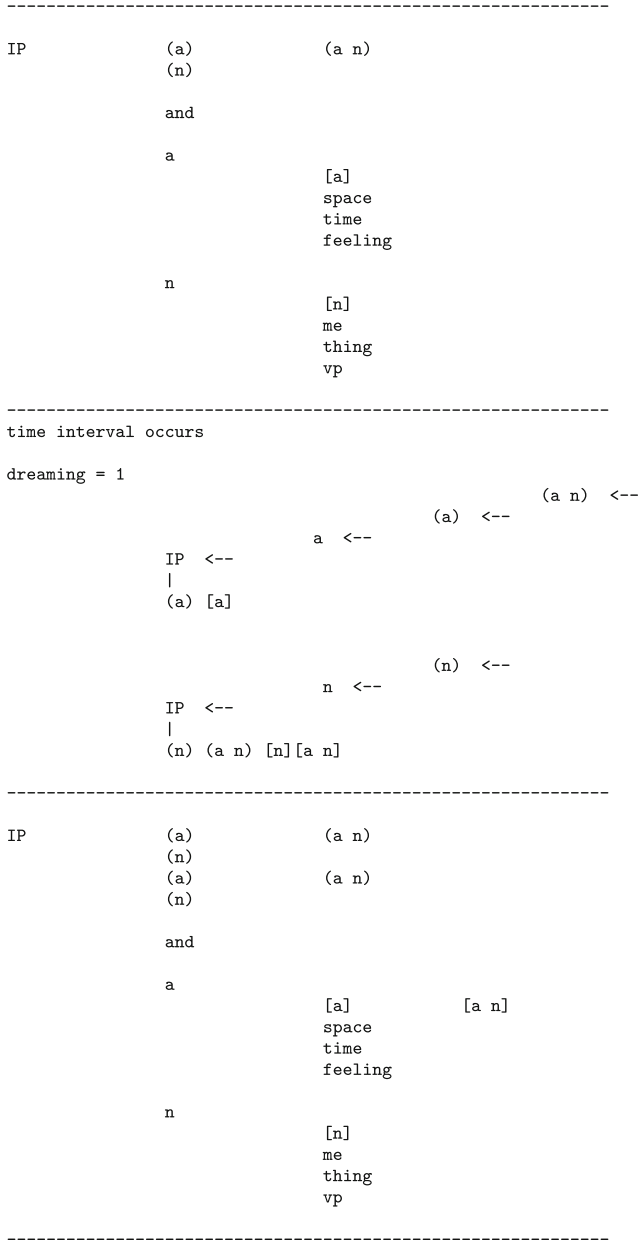 ------------------------------------------------------------
IP              (a)             (a n)
                (n)
                and
                a
                                [a]
                                space
                                time
                                feeling
                n
                                [n]
                                me
                                thing
                                vp
------------------------------------------------------------
time interval occurs
dreaming = 1
                                                      (a n)  <--
                                           (a)  <--
                               a  <--
                IP  <--
                |
                (a) [a]
                                           (n)  <--
                                n  <--
                IP  <--
                |
                (n) (a n) [n][a n]
------------------------------------------------------------
IP              (a)             (a n)
                (n)
                (a)             (a n)
                (n)
                and
                a
                                [a]           [a n]
                                space
                                time
                                feeling
                n
                                [n]
                                me
                                thing
                                vp
------------------------------------------------------------